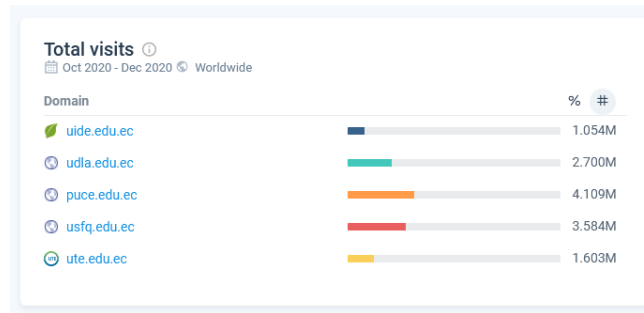 Total visits
Oct 2020 - Dec 2020 Worldwide
Domain % #
uide.edu.ec 1.054M
udla.edu.ec 2.700M
puce.edu.ec 4.109M
usfq.edu.ec 3.584M
UTE ute.edu.ec 1.603M